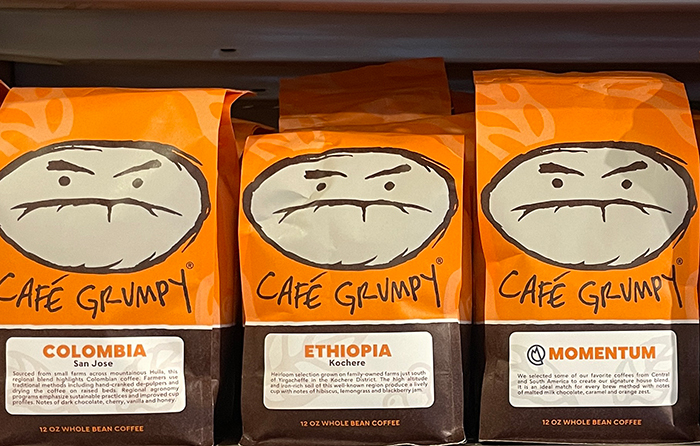 CAFÉ GRUMPY®
COLOMBIA
San Jose
Sourced from small farms across mountainous Huila, this
regional blend highlights Colombian coffee. Farmers use
traditional methods including hand-cranked de-pulpers and
drying the coffee on raised beds. Regional agronomy
programs emphasize sustainable practices and improved cup
profiles. Notes of dark chocolate, cherry, vanilla and honey
12 OZ WHOLE BEAN COFFEE
CAFÉ GRUMPY®
ETHIOPIA
Kochere
Heirloom selection grown on family-owned farms just south
of Yirgacheffe in the Kochere District. The high altitude
and iron-rich soil of this well-known region produce a lively
cup with notes of hibiscus, lemongrass and blackberry jam.
12 OZ WHOLE BEAN COFFEE
CAFÉ GRUMPY®
MOMENTUM
We selected some of our favorite coffees from Central
and South America to create our signature house blend.
It is an ideal match for every brew method with notes
of malted milk chocolate, caramel and orange zest.
12 OZ WHOLE BEAN COFFEE